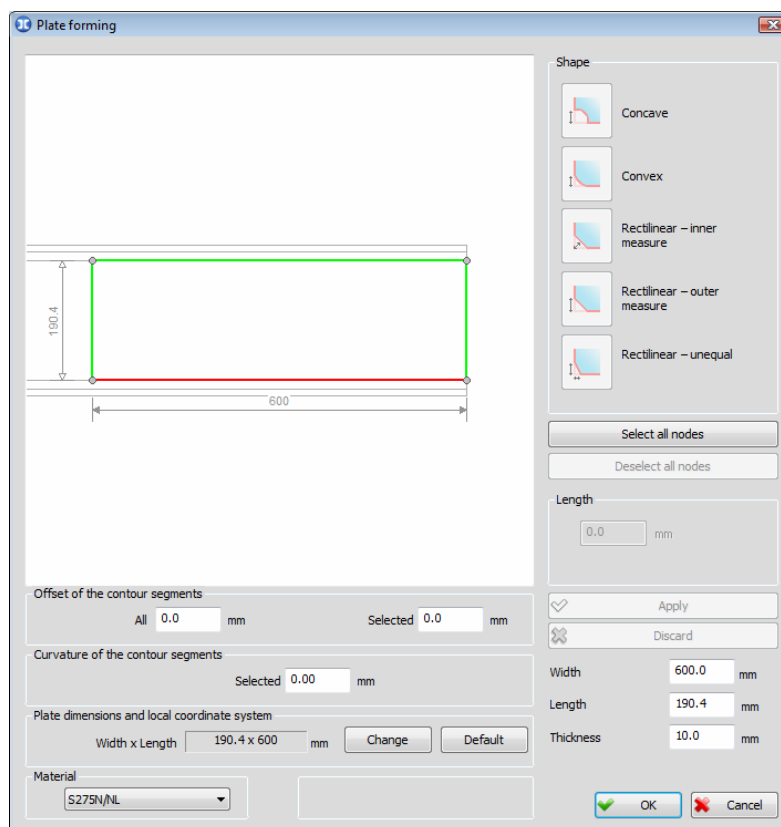 Plate forming
Shape
Concave
Convex
Rectilinear – inner
measure
Rectilinear – outer
measure
Rectilinear – unequal
190.4
600
Select all nodes
Deselect all nodes
Length
0.0 mm
Offset of the contour segments
All 0.0 mm Selected 0.0 mm
Curvature of the contour segments
Selected 0.00 mm
Plate dimensions and local coordinate system
Width x Length 190.4 x 600 mm Change Default
Material
S275N/NL
Apply
Discard
Width 600.0 mm
Length 190.4 mm
Thickness 10.0 mm
OK Cancel